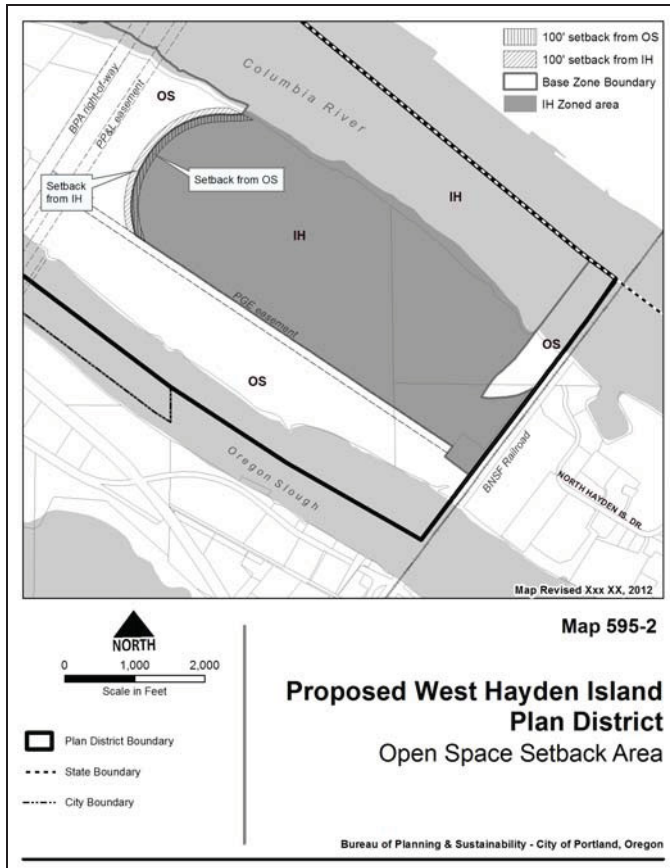 100' setback from OS
100' setback from IH
Base Zone Boundary
IH Zoned area
Columbia River
BPA right-of-way
PP&L easement
OS
Setback
from IH
Setback from OS
IH
IH
PGE easement
OS
OS
Oregon Slough
BNSF Railroad
NORTH HAYDEN IS. DR.
Map Revised Xxx XX, 2012
NORTH
0 1,000 2,000
Scale in Feet
Plan District Boundary
State Boundary
City Boundary
Map 595-2
Proposed West Hayden Island
Plan District
Open Space Setback Area
Bureau of Planning & Sustainability - City of Portland, Oregon